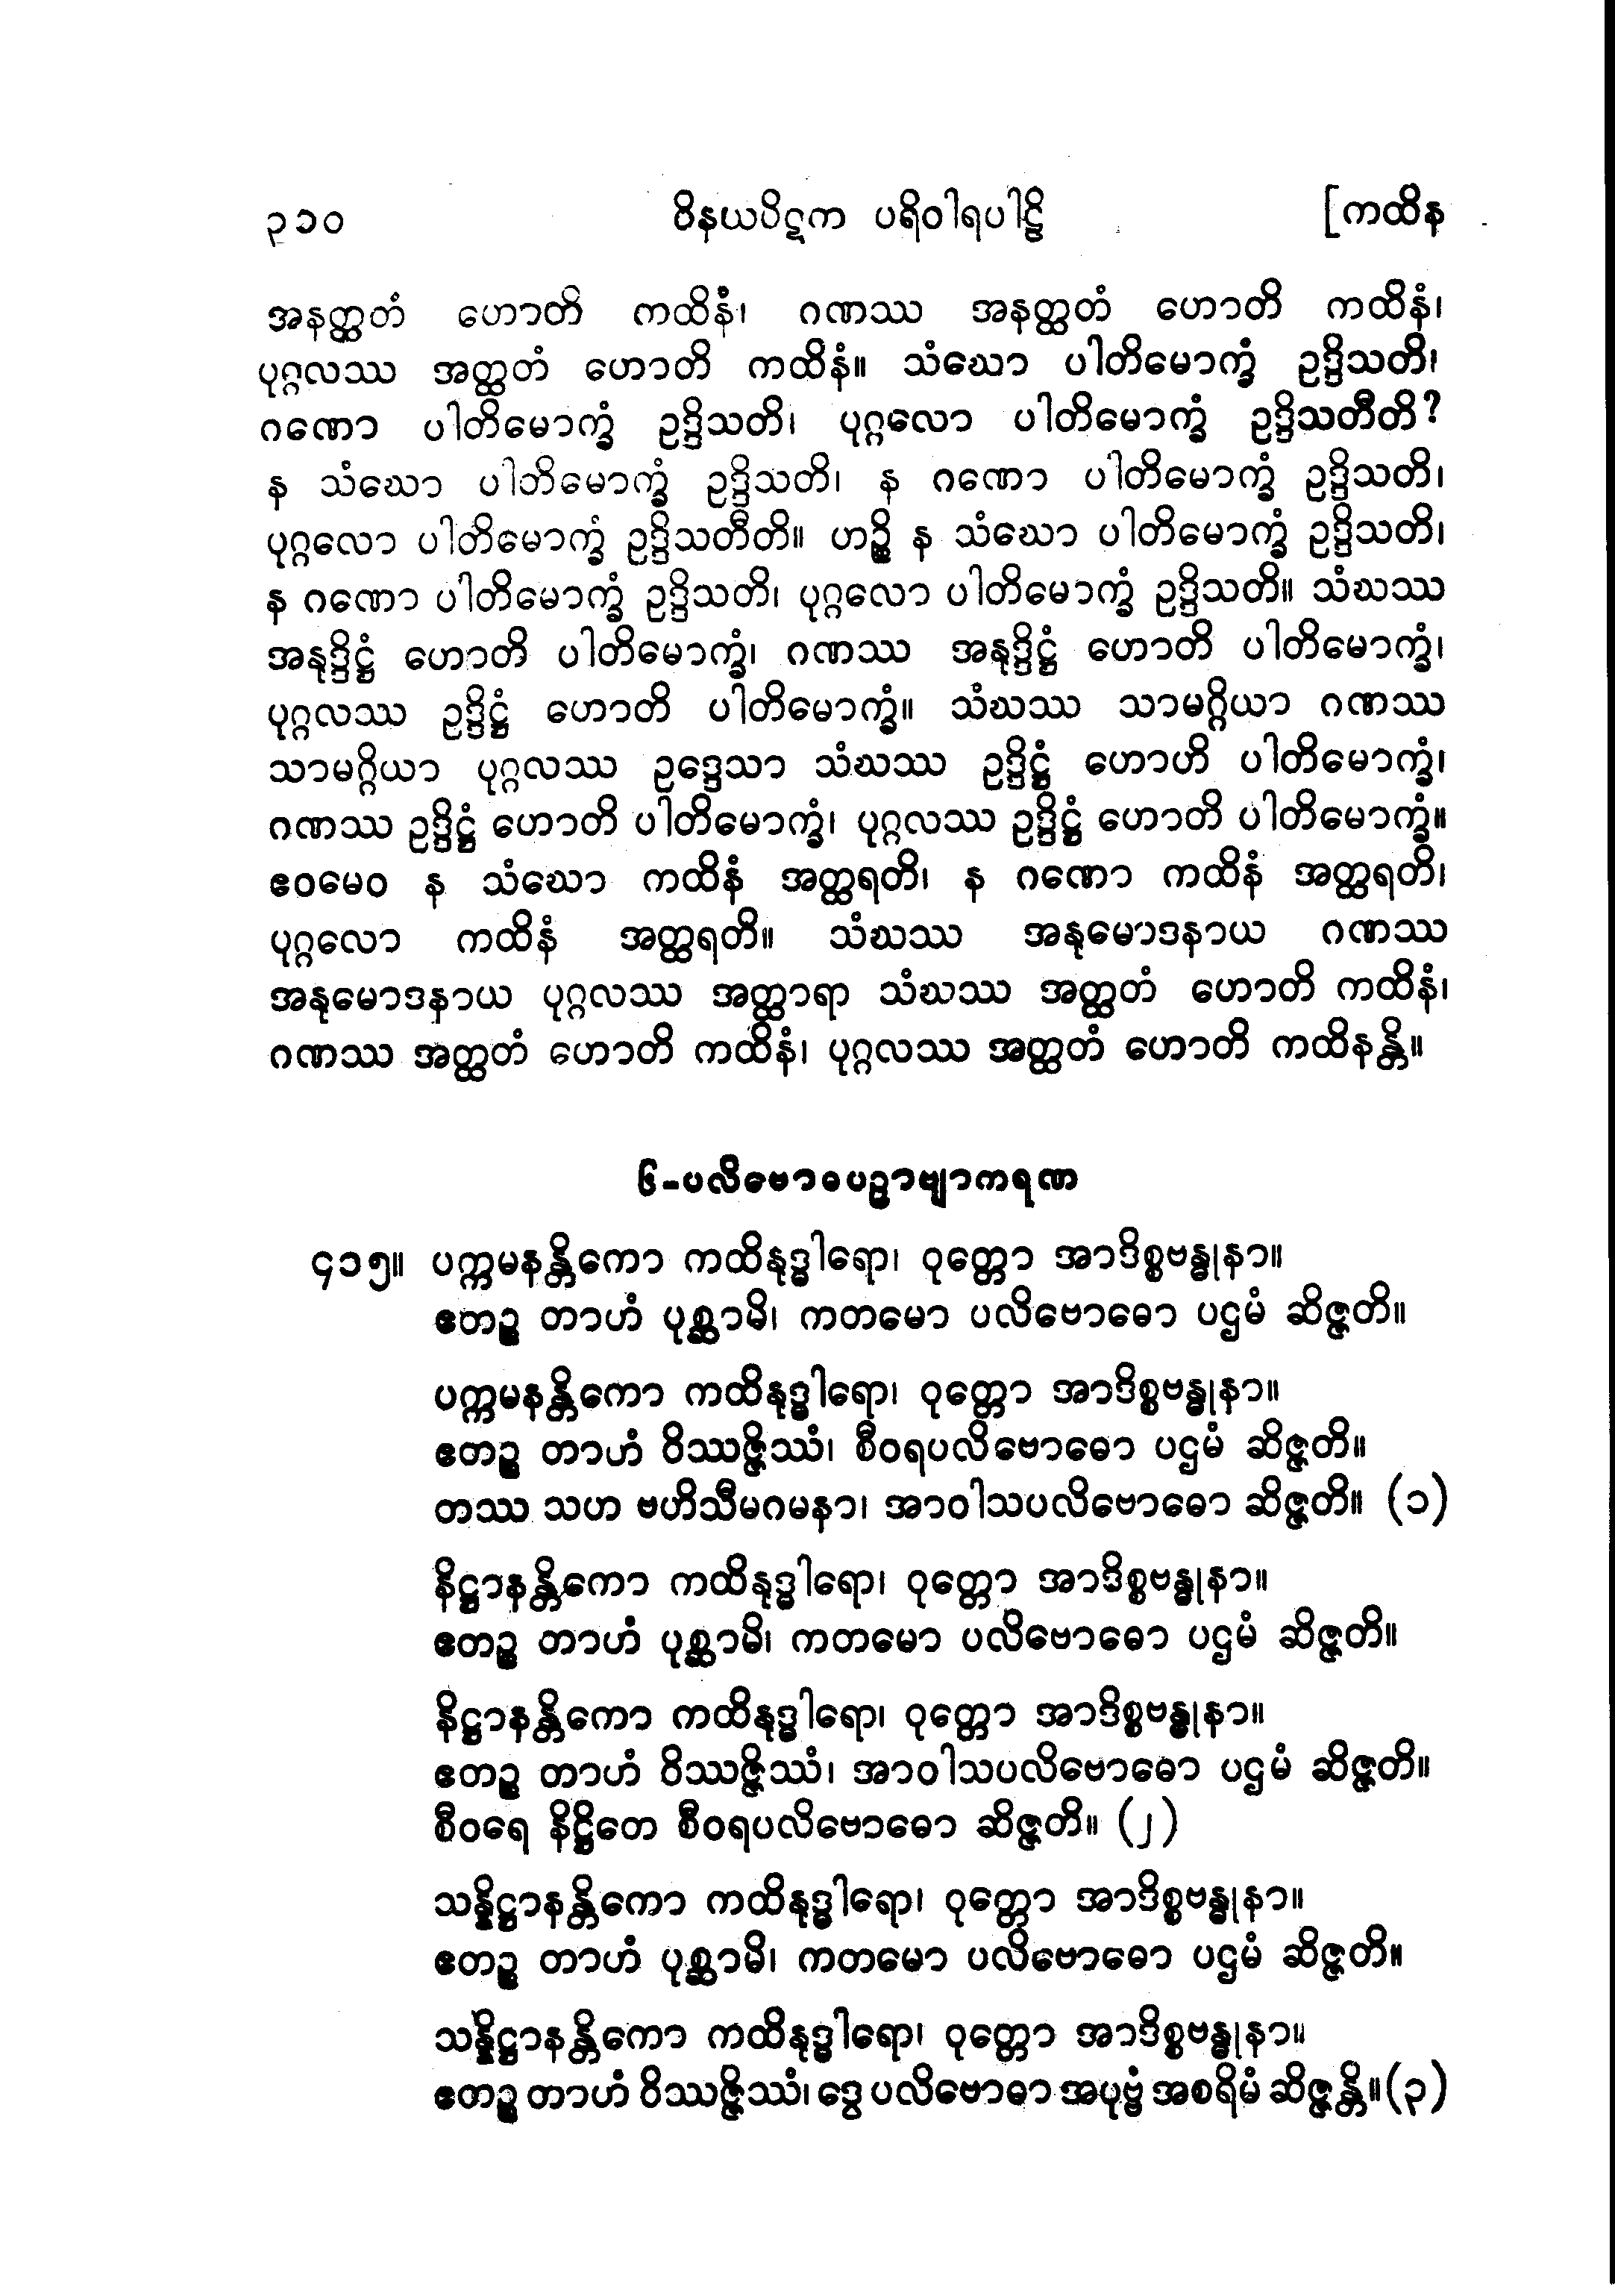 ၃၁၀ ဝိနယပိဋက ပရိဝါရပါဠိ [ကထိန
အနတ္ထတံ ဟောတိ ကထိနံ၊ ဂဏဿ အနတ္ထတံ ဟောတိ ကထိနံ၊
ပုဂ္ဂလဿ အတ္ထတံ ဟောတိ ကထိနံ။ သံဃော ပါတိမောက္ခံ ဥဒ္ဒိသတိ၊
ဂဏော ပါတိမောက္ခံ ဥဒ္ဒိသတိ၊ ပုဂ္ဂလော ပါတိမောက္ခံ ဥဒ္ဒိသတီတိ?
န သံဃော ပါတိမောက္ခံ ဥဒ္ဒိသတိ၊ န ဂဏော ပါတိမောက္ခံ ဥဒ္ဒိသတိ၊
ပုဂ္ဂလော ပါတိမောက္ခံ ဥဒ္ဒိသတီတိ။ ဟဉ္စိ န သံဃော ပါတိမောက္ခံ ဥဒ္ဒိသတိ၊
န ဂဏော ပါတိမောက္ခံ ဥဒ္ဒိသတိ၊ ပုဂ္ဂလော ပါတိမောက္ခံ ဥဒ္ဒိသတိ။ သံဃဿ
အနုဒ္ဒိဋ္ဌံ ဟောတိ ပါတိမောက္ခံ၊ ဂဏဿ အနုဒ္ဒိဋ္ဌံ ဟောတိ ပါတိမောက္ခံ၊
ပုဂ္ဂလဿ ဥဒ္ဒိဋ္ဌံ ဟောတိ ပါတိမောက္ခံ။ သံဃဿ သာမဂ္ဂိယာ ဂဏဿ
သာမဂ္ဂိယာ ပုဂ္ဂလဿ ဥဒ္ဒေသာ သံဃဿ ဥဒ္ဒိဋ္ဌံ ဟောဟိ ပါတိမောက္ခံ၊
ဂဏဿ ဥဒ္ဒိဋ္ဌံ ဟောတိ ပါတိမောက္ခံ၊ ပုဂ္ဂလဿ ဥဒ္ဒိဋ္ဌံ ဟောတိ ပါတိမောက္ခံ။
ဧဝမေဝ န သံဃော ကထိနံ အတ္ထရတိ၊ န ဂဏော ကထိနံ အတ္ထရတိ၊
ပုဂ္ဂလော ကထိနံ အတ္ထရတိ။ သံဃဿ အနုမောဒနာယ ဂဏဿ
အနုမောဒနာယ ပုဂ္ဂလဿ အတ္ထာရာ သံဃဿ အတ္ထတံ ဟောတိ ကထိနံ၊
ဂဏဿ အတ္ထတံ ဟောတိ ကထိနံ၊ ပုဂ္ဂလဿ အတ္ထတံ ဟောတိ ကထိနန္တိ။
၆-ပလိဗောဓပဉှာဗျာကရဏ
၄၁၅။ ပက္ကမနန္တိကော ကထိနုဒ္ဓါရော၊ ဝုတ္တော အာဒိစ္စဗန္ဓုနာ။
ဧတဉ္စ တာဟံ ပုစ္ဆာမိ၊ ကတမော ပလိဗောဓော ပဌမံ ဆိဇ္ဇတိ။
ပက္ကမနန္တိကော ကထိနုဒ္ဓါရော၊ ဝုတ္တော အာဒိစ္စဗန္ဓုနာ။
ဧတဉ္စ တာဟံ ဝိဿဇ္ဇိဿံ၊ စီဝရပလိဗောဓော ပဌမံ ဆိဇ္ဇတိ။
တဿ သဟ ဗဟိသီမဂမနာ၊ အာဝါသပလိဗောဓော ဆိဇ္ဇတိ။ (၁)
နိဋ္ဌာနန္တိကော ကထိနုဒ္ဓါရော၊ ဝုတ္တော အာဒိစ္စဗန္ဓုနာ။
ဧတဉ္စ တာဟံ ပုစ္ဆာမိ၊ ကတမော ပလိဗောဓော ပဌမံ ဆိဇ္ဇတိ။
နိဋ္ဌာနန္တိကော ကထိနုဒ္ဓါရော၊ ဝုတ္တော အာဒိစ္စဗန္ဓုနာ။
ဧတဉ္စ တာဟံ ဝိဿဇ္ဇိဿံ၊ အာဝါသပလိဗောဓော ပဌမံ ဆိဇ္ဇတိ။
စီဝရေ နိဋ္ဌိတေ စီဝရပလိဗောဓော ဆိဇ္ဇတိ။ (၂)
သန္နိဋ္ဌာနန္တိကော ကထိနုဒ္ဓါရော၊ ဝုတ္တော အာဒိစ္စဗန္ဓုနာ။
ဧတဉ္စ တာဟံ ပုစ္ဆာမိ၊ ကတမော ပလိဗောဓော ပဌမံ ဆိဇ္ဇတိ။
သန္နိဋ္ဌာနန္တိကော ကထိနုဒ္ဓါရော၊ ဝုတ္တော အာဒိစ္စဗန္ဓုနာ။
ဧတဉ္စ တာဟံ ဝိဿဇ္ဇိဿံ၊ ဒွေ ပလိဗောဓာ အပုဗ္ဗံ အစရိမံ ဆိဇ္ဇန္တိ။ (၃)